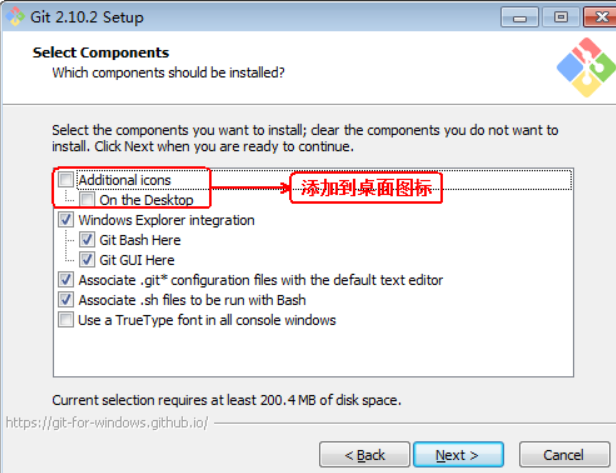 Git 2.10.2 Setup
Select Components
Which components should be installed?
Select the components you want to install; clear the components you do not want to
install. Click Next when you are ready to continue.
Additional icons
添加到桌面图标
On the Desktop
Windows Explorer integration
Git Bash Here
Git GUI Here
Associate .git* configuration files with the default text editor
Associate .sh files to be run with Bash
Use a TrueType font in all console windows
Current selection requires at least 200.4 MB of disk space.
https://git-for-windows.github.io/
< Back
Next >
Cancel